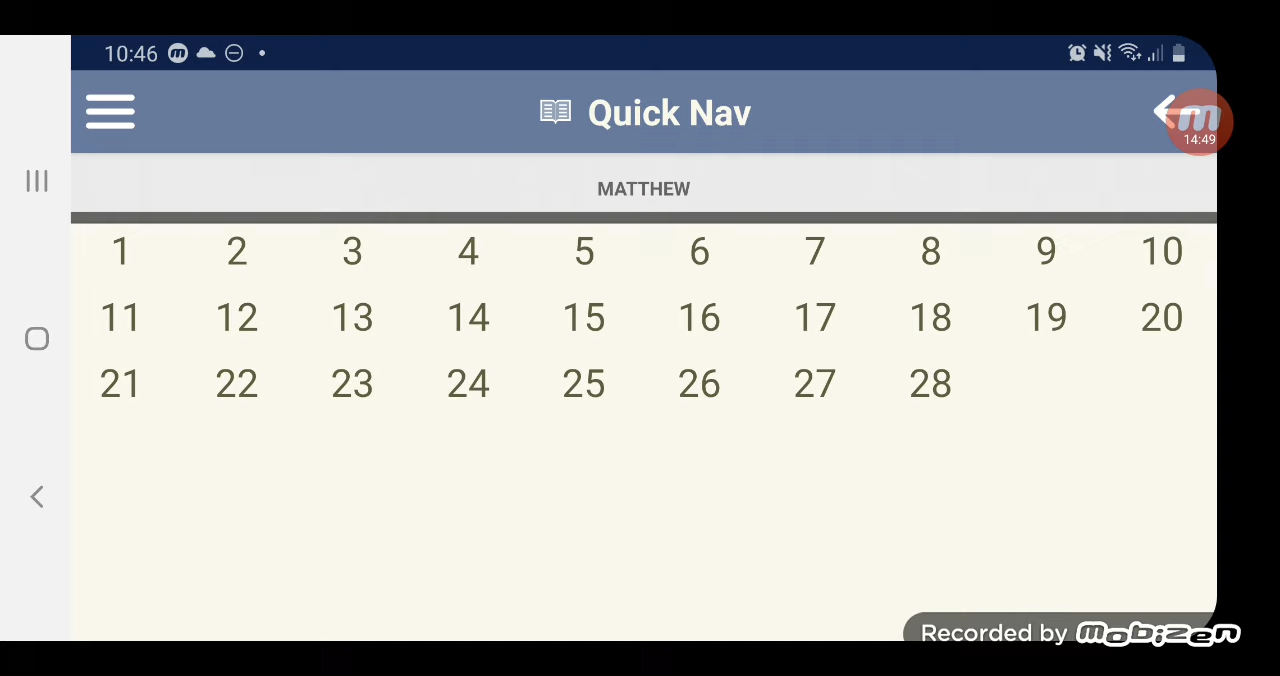 10:46
Quick Nav
14:49
MATTHEW
1 2 3 4 5 6 7 8 9 10
11 12 13 14 15 16 17 18 19 20
21 22 23 24 25 26 27 28
Recorded by mobizen